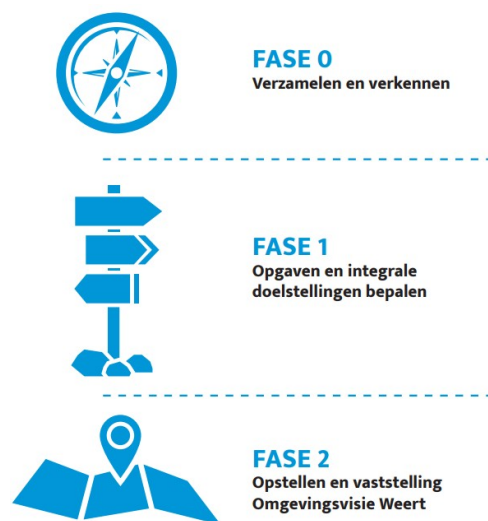 FASE 0
Verzamelen en verkennen
FASE 1
Opgaven en integrale
doelstellingen bepalen
FASE 2
Opstellen en vaststelling
Omgevingsvisie Weert